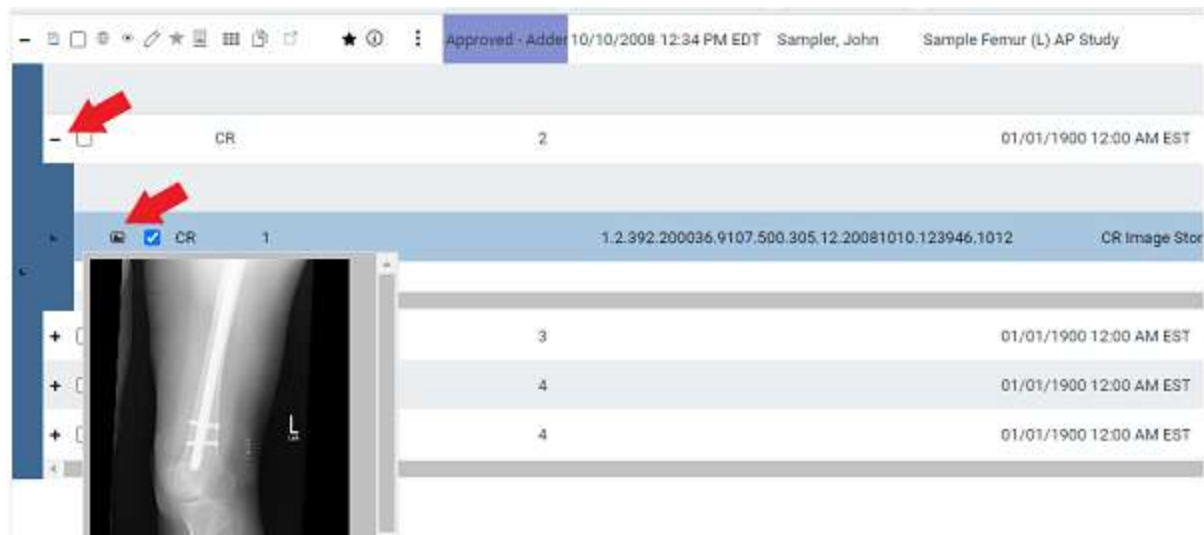 Approved - Adder 10/10/2008 12:34 PM EDT Sampler, John Sample Femur (L) AP Study
CR 2 01/01/1900 12:00 AM EST
CR 1 1.2.392.200036.9107.500.305.12.20081010.123946.1012 CR Image Stor
L
3 01/01/1900 12:00 AM EST
4 01/01/1900 12:00 AM EST
4 01/01/1900 12:00 AM EST